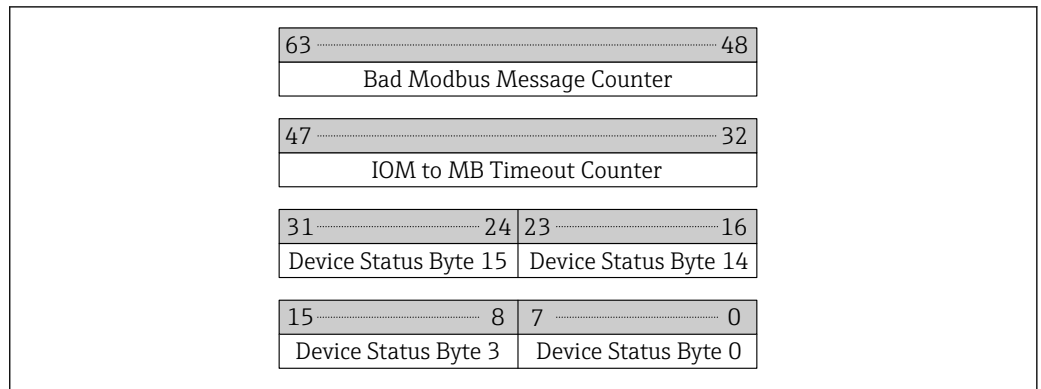 63 48
Bad Modbus Message Counter
47 32
IOM to MB Timeout Counter
31 24 23 16
Device Status Byte 15 Device Status Byte 14
15 8 7 0
Device Status Byte 3 Device Status Byte 0